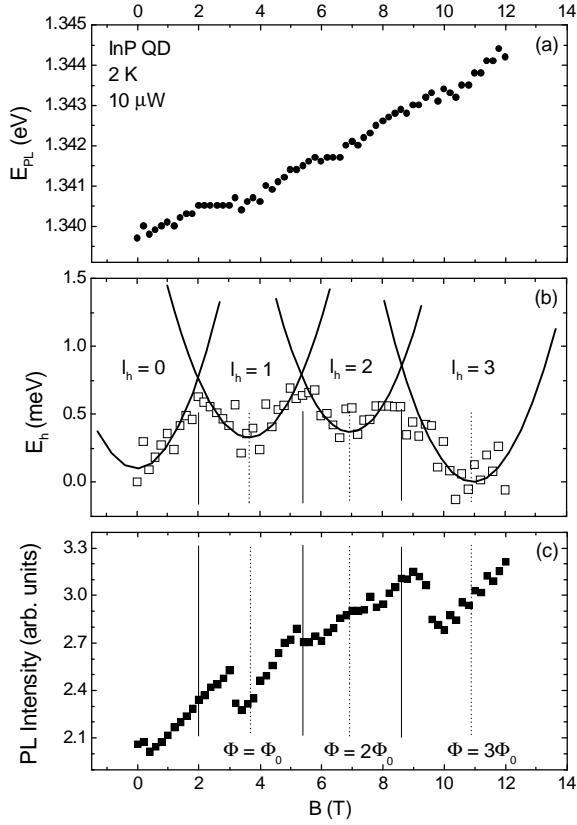 0 2 4 6 8 10 12 14
1.345
1.344
1.343
1.342
1.341
1.340
E_PL (eV)
InP QD
2 K
10 μW
(a)
1.5
1.0
0.5
0.0
E_h (meV)
(b)
l_h = 0
l_h = 1
l_h = 2
l_h = 3
3.3
3.0
2.7
2.4
2.1
PL Intensity (arb. units)
(c)
Φ = Φ_0
Φ = 2Φ_0
Φ = 3Φ_0
0 2 4 6 8 10 12 14
B (T)